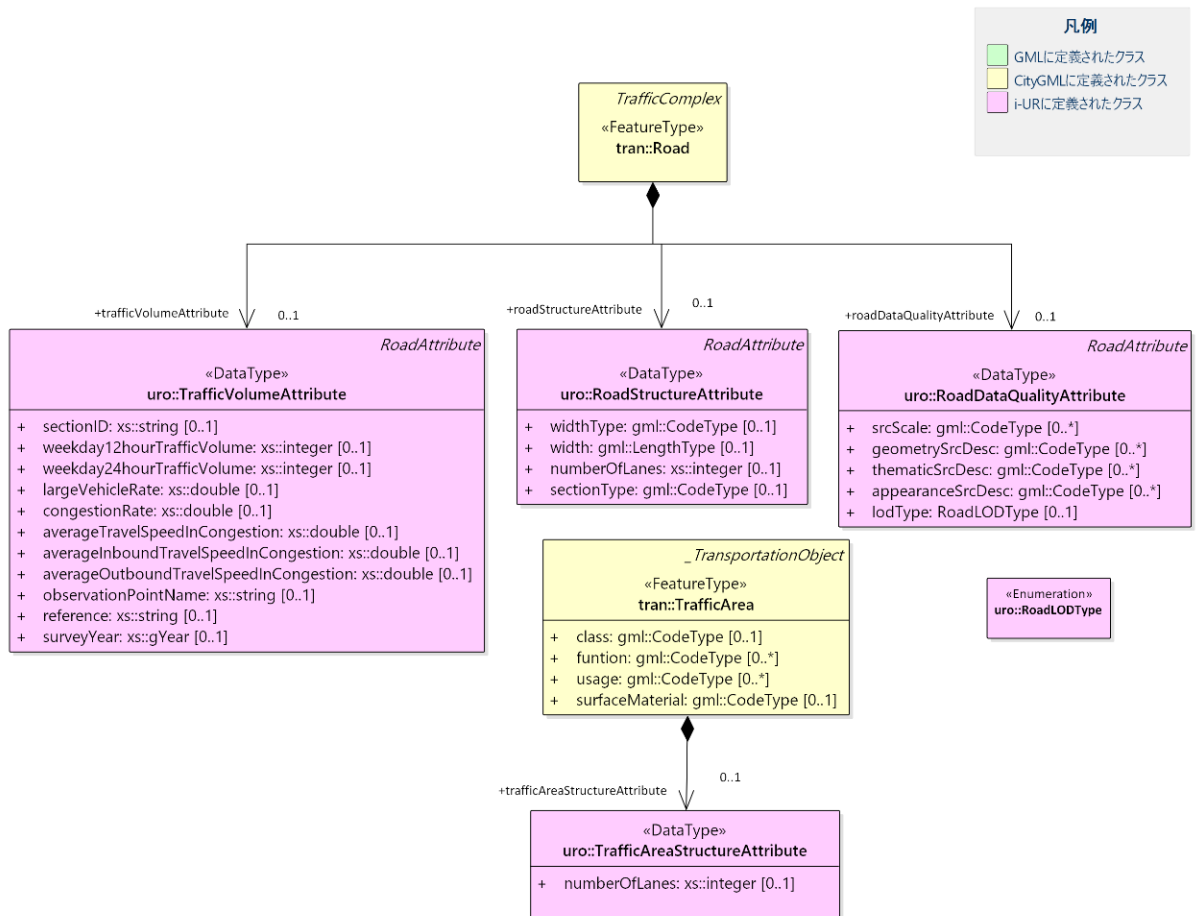 凡例
GMLに定義されたクラス
CityGMLに定義されたクラス
i-URに定義されたクラス
TrafficComplex
«FeatureType»
tran::Road
+trafficVolumeAttribute
0..1
+roadStructureAttribute
0..1
+roadDataQualityAttribute
0..1
RoadAttribute
«DataType»
uro::TrafficVolumeAttribute
+ sectionID: xs::string [0..1]
+ weekday12hourTrafficVolume: xs::integer [0..1]
+ weekday24hourTrafficVolume: xs::integer [0..1]
+ largeVehicleRate: xs::double [0..1]
+ congestionRate: xs::double [0..1]
+ averageTravelSpeedInCongestion: xs::double [0..1]
+ averageInboundTravelSpeedInCongestion: xs::double [0..1]
+ averageOutboundTravelSpeedInCongestion: xs::double [0..1]
+ observationPointName: xs::string [0..1]
+ reference: xs::string [0..1]
+ surveyYear: xs::gYear [0..1]
RoadAttribute
«DataType»
uro::RoadStructureAttribute
+ widthType: gml::CodeType [0..1]
+ width: gml::LengthType [0..1]
+ numberOfLanes: xs::integer [0..1]
+ sectionType: gml::CodeType [0..1]
RoadAttribute
«DataType»
uro::RoadDataQualityAttribute
+ srcScale: gml::CodeType [0..*]
+ geometrySrcDesc: gml::CodeType [0..*]
+ thematicSrcDesc: gml::CodeType [0..*]
+ appearanceSrcDesc: gml::CodeType [0..*]
+ lodType: RoadLODType [0..1]
_TransportationObject
«FeatureType»
tran::TrafficArea
+ class: gml::CodeType [0..1]
+ funtion: gml::CodeType [0..*]
+ usage: gml::CodeType [0..*]
+ surfaceMaterial: gml::CodeType [0..1]
«Enumeration»
uro::RoadLODType
+trafficAreaStructureAttribute
0..1
«DataType»
uro::TrafficAreaStructureAttribute
+ numberOfLanes: xs::integer [0..1]